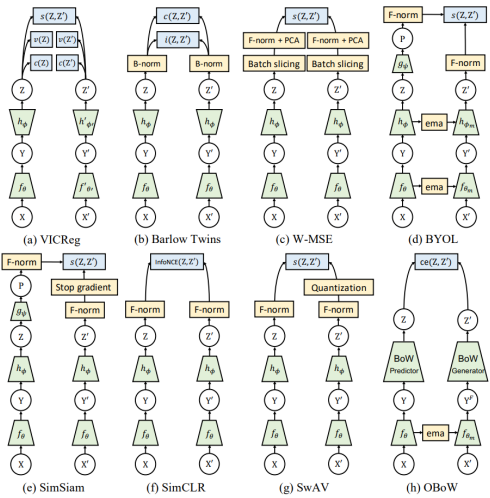 s(Z,Z′)
v(Z) v(Z′)
c(Z) c(Z′)
Z Z′
hϕ h′ϕ′
Y Y′
fθ f′θ′
X X′
(a) VICReg
c(Z,Z′)
i(Z,Z′)
B-norm B-norm
Z Z′
hϕ hϕ
Y Y′
fθ fθ
X X′
(b) Barlow Twins
s(Z,Z′)
F-norm + PCA F-norm + PCA
Batch slicing Batch slicing
Z Z′
hϕ hϕ
Y Y′
fθ fθ
X X′
(c) W-MSE
F-norm s(Z,Z′)
P
gψ F-norm
Z Z′
hϕ ema hϕm
Y Y′
fθ ema fθm
X X′
(d) BYOL
F-norm s(Z,Z′)
P Stop gradient
gψ F-norm
Z Z′
hϕ hϕ
Y Y′
fθ fθ
X X′
(e) SimSiam
InfoNCE(Z,Z′)
F-norm F-norm
Z Z′
hϕ hϕ
Y Y′
fθ fθ
X X′
(f) SimCLR
s(Z,Z′)
Quantization
F-norm F-norm
Z Z′
hϕ hϕ
Y Y′
fθ fθ
X X′
(g) SwAV
ce(Z,Z′)
Z Z′
BoW BoW
Predictor Generator
Y Yᶠ
fθ ema fθm
X X′
(h) OBoW